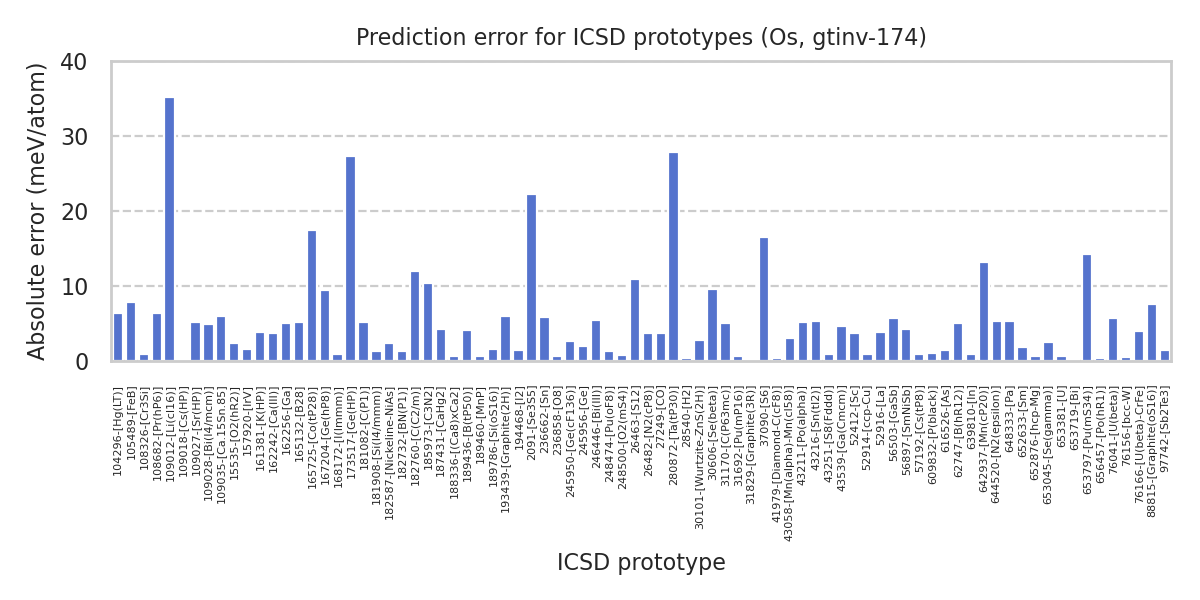 Prediction error for ICSD prototypes (Os, gtinv-174)
Absolute error (meV/atom)
40
30
20
10
0
104296-[Hg(LT)]
105489-[FeB]
108326-[Cr3Si]
108682-[Pr(hP6)]
109012-[Li(cI16)]
109018-[Cs(HP)]
109027-[Sr(HP)]
109028-[Bi(I4/mcm)]
109035-[Ca.15Sn.85]
15535-[O2(hR2)]
157920-[IrV]
161381-[K(HP)]
162242-[Ca(III)]
162256-[Ga]
165132-[B28]
165725-[Co(tP28)]
167204-[Ge(hP8)]
168172-[I(Immm)]
173517-[Ge(HP)]
181082-[C(P1)]
181908-[Si(I4/mmm)]
182587-[Nickeline-NiAs]
182732-[BN(P1)]
182760-[C(C2/m)]
185973-[C3N2]
187431-[CaHg2]
188336-[(Ca8)xCa2]
189436-[B(tP50)]
189460-[MnP]
189786-[Si(oS16)]
193439-[Graphite(2H)]
194468-[I2]
2091-[Se3S5]
236662-[Sn]
236858-[O8]
245950-[Ge(cF136)]
245956-[Ge]
246446-[Bi(III)]
248474-[Pu(oF8)]
248500-[O2(mS4)]
26463-[S12]
26482-[N2(cP8)]
27249-[CO]
280872-[Ta(tP30)]
28540-[H2]
30101-[Wurtzite-ZnS(2H)]
30606-[Se(beta)]
31170-[C(P63mc)]
31692-[Pu(mP16)]
31829-[Graphite(3R)]
37090-[S6]
41979-[Diamond-C(cF8)]
43058-[Mn(alpha)-Mn(cI58)]
43211-[Po(alpha)]
43216-[Sn(tI2)]
43251-[S8(Fddd)]
43539-[Ga(Cmcm)]
52412-[Sc]
52914-[ccp-Cu]
52916-[La]
56503-[GaSb]
56897-[SmNiSb]
57192-[Cs(tP8)]
609832-[P(black)]
616526-[As]
62747-[B(hR12)]
639810-[In]
642937-[Mn(cP20)]
644520-[N2(epsilon)]
648333-[Pa]
652633-[Sm]
652876-[hcp-Mg]
653045-[Se(gamma)]
653381-[U]
653719-[Bi]
653797-[Pu(mS34)]
656457-[Po(hR1)]
76041-[U(beta)]
76156-[bcc-W]
76166-[U(beta)-CrFe]
88815-[Graphite(oS16)]
97742-[Sb2Te3]
ICSD prototype